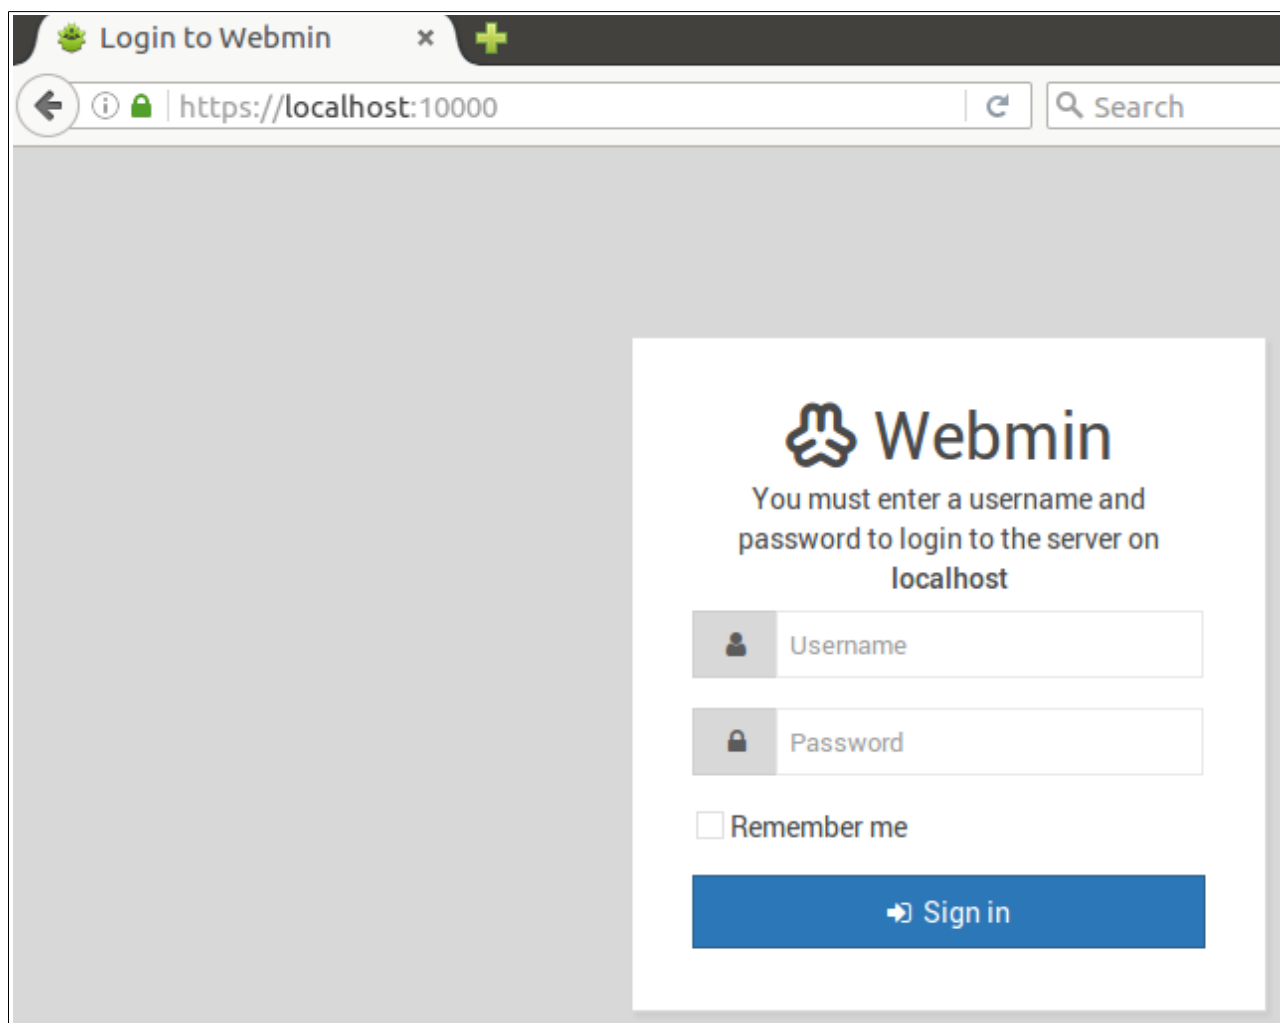 Login to Webmin
https://localhost:10000
Search
Webmin
You must enter a username and
password to login to the server on
localhost
Username
Password
Remember me
Sign in